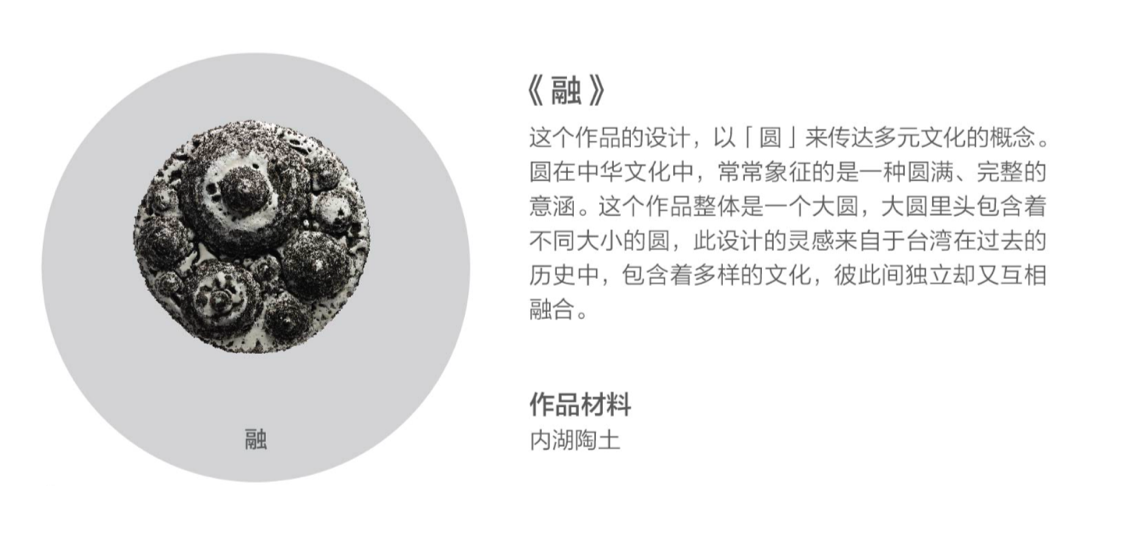 融
《融》
这个作品的设计，以「圆」来传达多元文化的概念。
圆在中华文化中，常常象征的是一种圆满、完整的
意涵。这个作品整体是一个大圆，大圆里头包含着
不同大小的圆，此设计的灵感来自于台湾在过去的
历史中，包含着多样的文化，彼此间独立却又互相
融合。
作品材料
内湖陶土